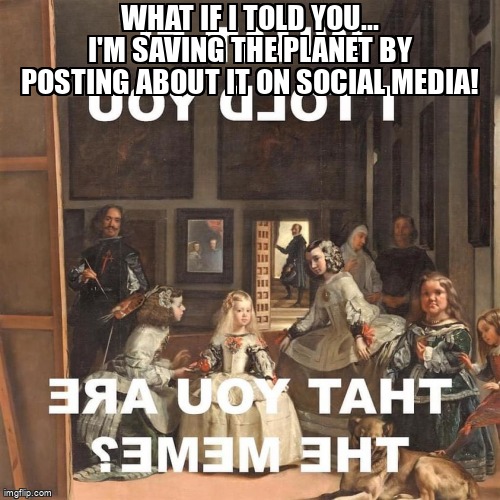 WHAT IF I TOLD YOU...
I'M SAVING THE PLANET BY
POSTING ABOUT IT ON SOCIAL MEDIA!
I TOLD YOU
THAT YOU ARE
THE MEME?
imgflip.com